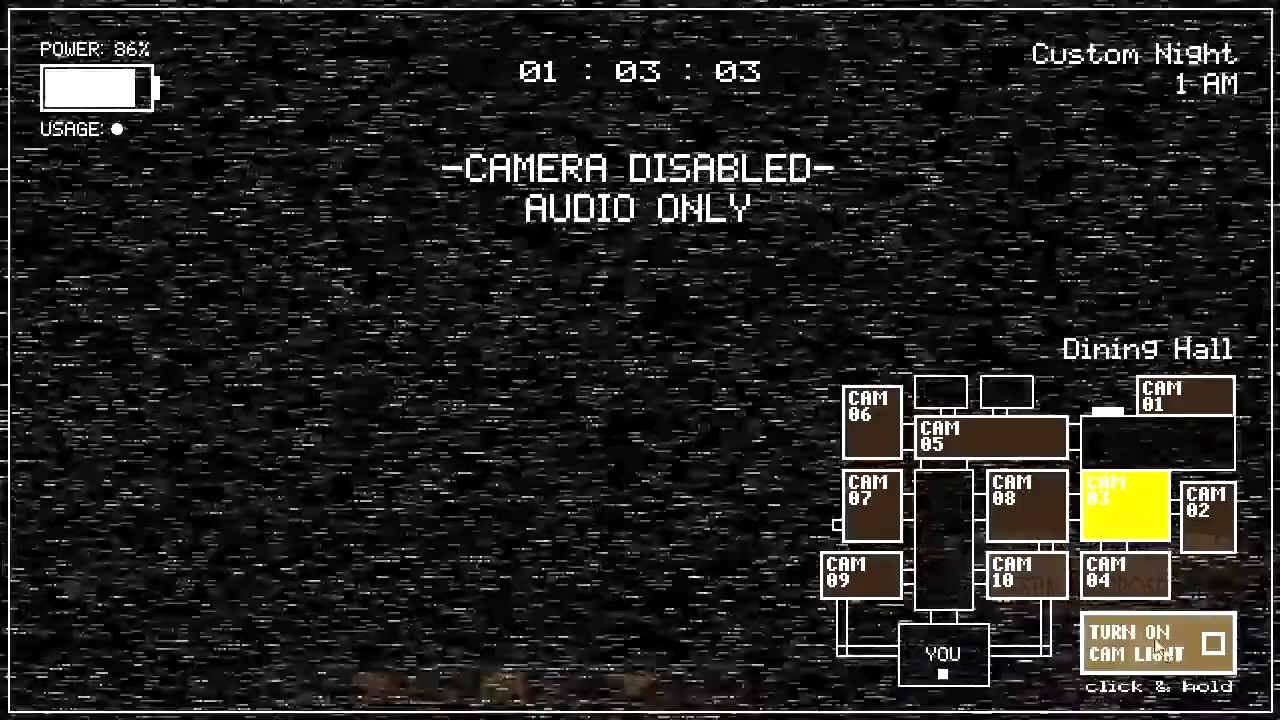 POWER: 86%
USAGE:
01 : 03 : 03
Custom Night
1 AM
-CAMERA DISABLED-
AUDIO ONLY
Dining Hall
CAM
01
CAM
06
CAM
05
CAM
07
CAM
08
CAM
03
CAM
02
CAM
09
CAM
10
CAM
04
YOU
TURN ON
CAM LIGHT
click & hold